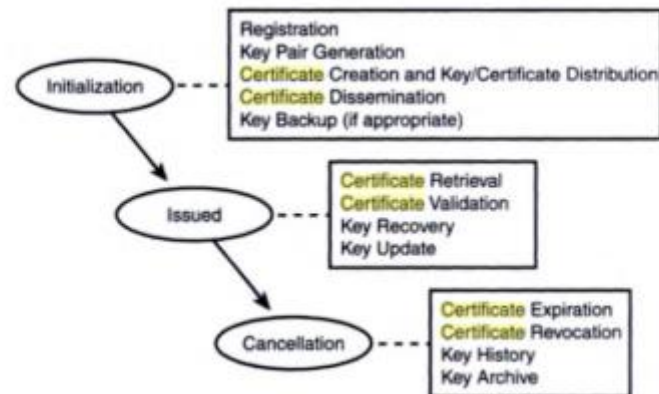 Initialization
Registration
Key Pair Generation
Certificate Creation and Key/Certificate Distribution
Certificate Dissemination
Key Backup (if appropriate)
Issued
Certificate Retrieval
Certificate Validation
Key Recovery
Key Update
Cancellation
Certificate Expiration
Certificate Revocation
Key History
Key Archive